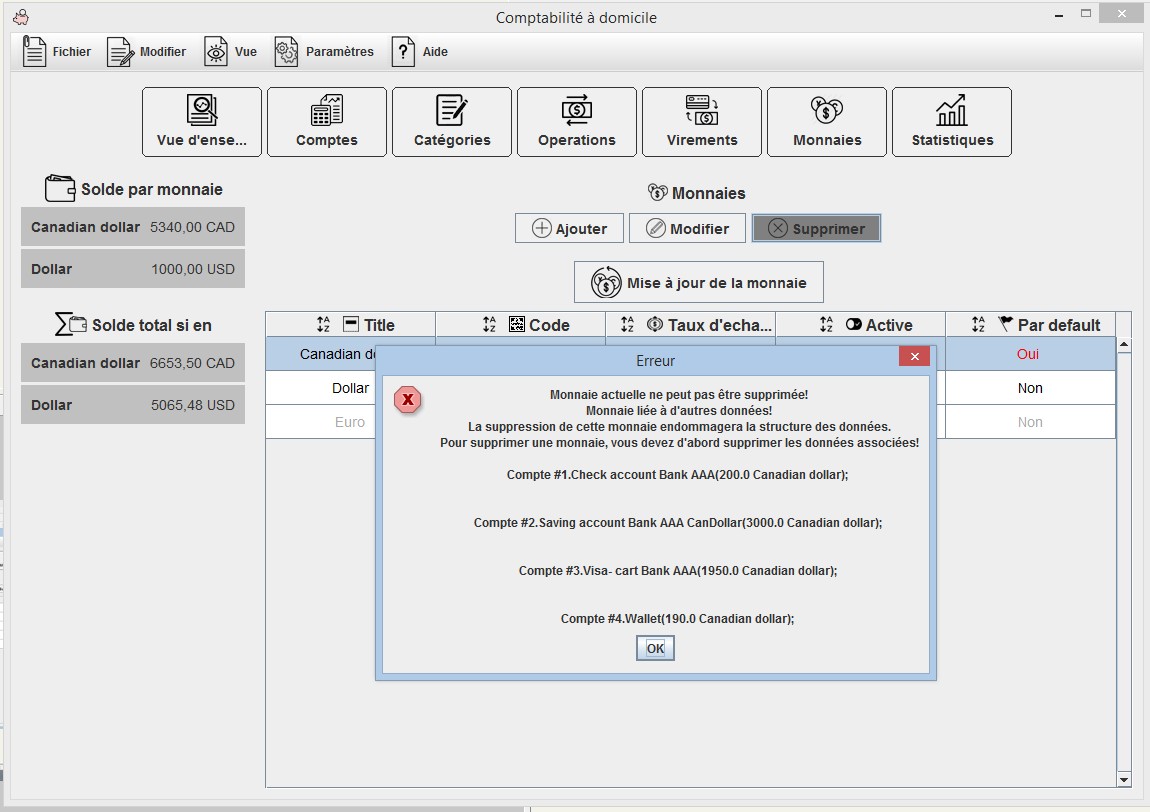 Comptabilité à domicile
Fichier Modifier Vue Paramètres ? Aide
Vue d'ense... Comptes Catégories Operations Virements Monnaies Statistiques
Solde par monnaie
Canadian dollar 5340,00 CAD
Dollar 1000,00 USD
Solde total si en
Canadian dollar 6653,50 CAD
Dollar 5065,48 USD
Monnaies
Ajouter Modifier Supprimer
Mise à jour de la monnaie
Title Code Taux d'echa... Active Par default
Canadian do Oui
Dollar Non
Euro Non
Erreur
Monnaie actuelle ne peut pas être supprimée!
Monnaie liée à d'autres données!
La suppression de cette monnaie endommagera la structure des données.
Pour supprimer une monnaie, vous devez d'abord supprimer les données associées!
Compte #1.Check account Bank AAA(200.0 Canadian dollar);
Compte #2.Saving account Bank AAA CanDollar(3000.0 Canadian dollar);
Compte #3.Visa- cart Bank AAA(1950.0 Canadian dollar);
Compte #4.Wallet(190.0 Canadian dollar);
OK